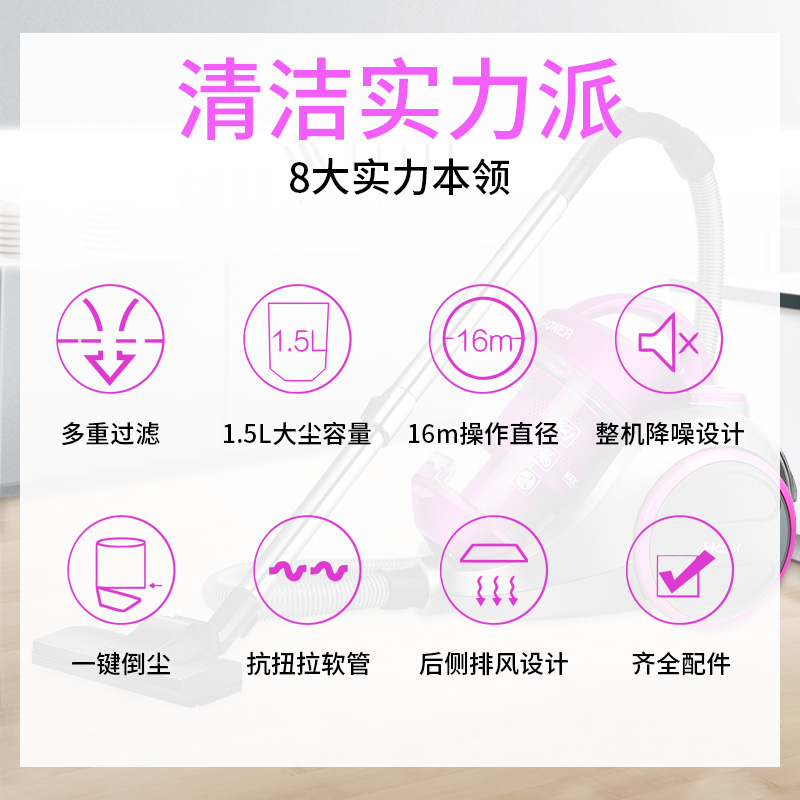 清洁实力派
8大实力本领
1.5L
16m
多重过滤
1.5L大尘容量
16m操作直径
整机降噪设计
OWER
MAX
Haier
一键倒尘
抗扭拉软管
后侧排风设计
齐全配件